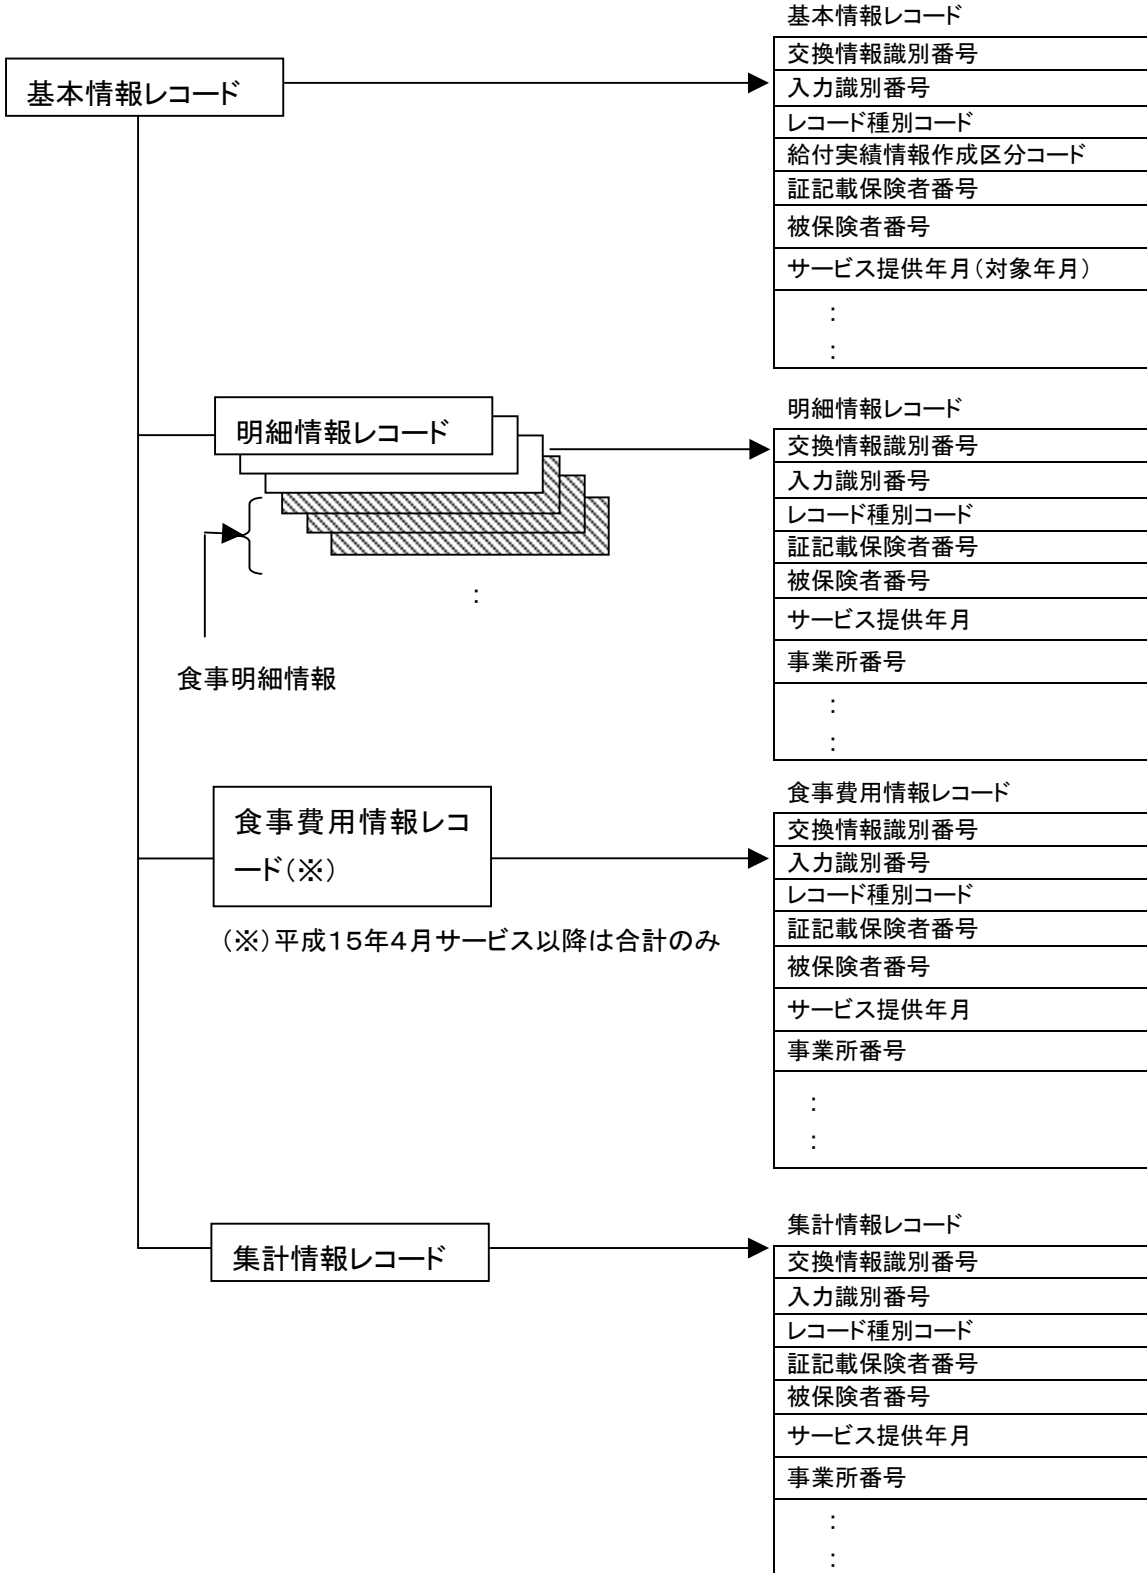 基本情報レコード
基本情報レコード
交換情報識別番号
入力識別番号
レコード種別コード
給付実績情報作成区分コード
証記載保険者番号
被保険者番号
サービス提供年月(対象年月)
:
:
明細情報レコード
食事明細情報
:
明細情報レコード
交換情報識別番号
入力識別番号
レコード種別コード
証記載保険者番号
被保険者番号
サービス提供年月
事業所番号
:
:
食事費用情報レコ
ード(※)
(※)平成15年4月サービス以降は合計のみ
食事費用情報レコード
交換情報識別番号
入力識別番号
レコード種別コード
証記載保険者番号
被保険者番号
サービス提供年月
事業所番号
:
:
集計情報レコード
集計情報レコード
交換情報識別番号
入力識別番号
レコード種別コード
証記載保険者番号
被保険者番号
サービス提供年月
事業所番号
:
: